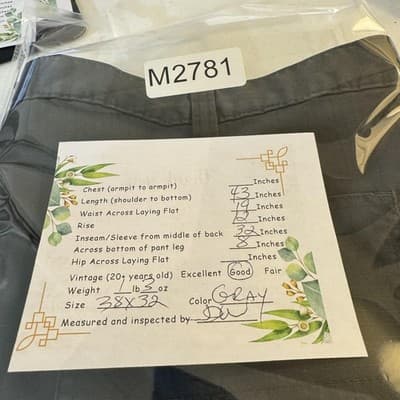 M2781
Chest (armpit to armpit) ___Inches
Length (shoulder to bottom) 43 Inches
Waist Across Laying Flat 19 Inches
Rise 12 Inches
Inseam/Sleeve from middle of back 32 Inches
Across bottom of pant leg 8 Inches
Hip Across Laying Flat ___Inches
Vintage (20+ years old) Excellent Good Fair
Weight 1 lb 5 oz
Size 38X32 Color GRAY
Measured and inspected by DW